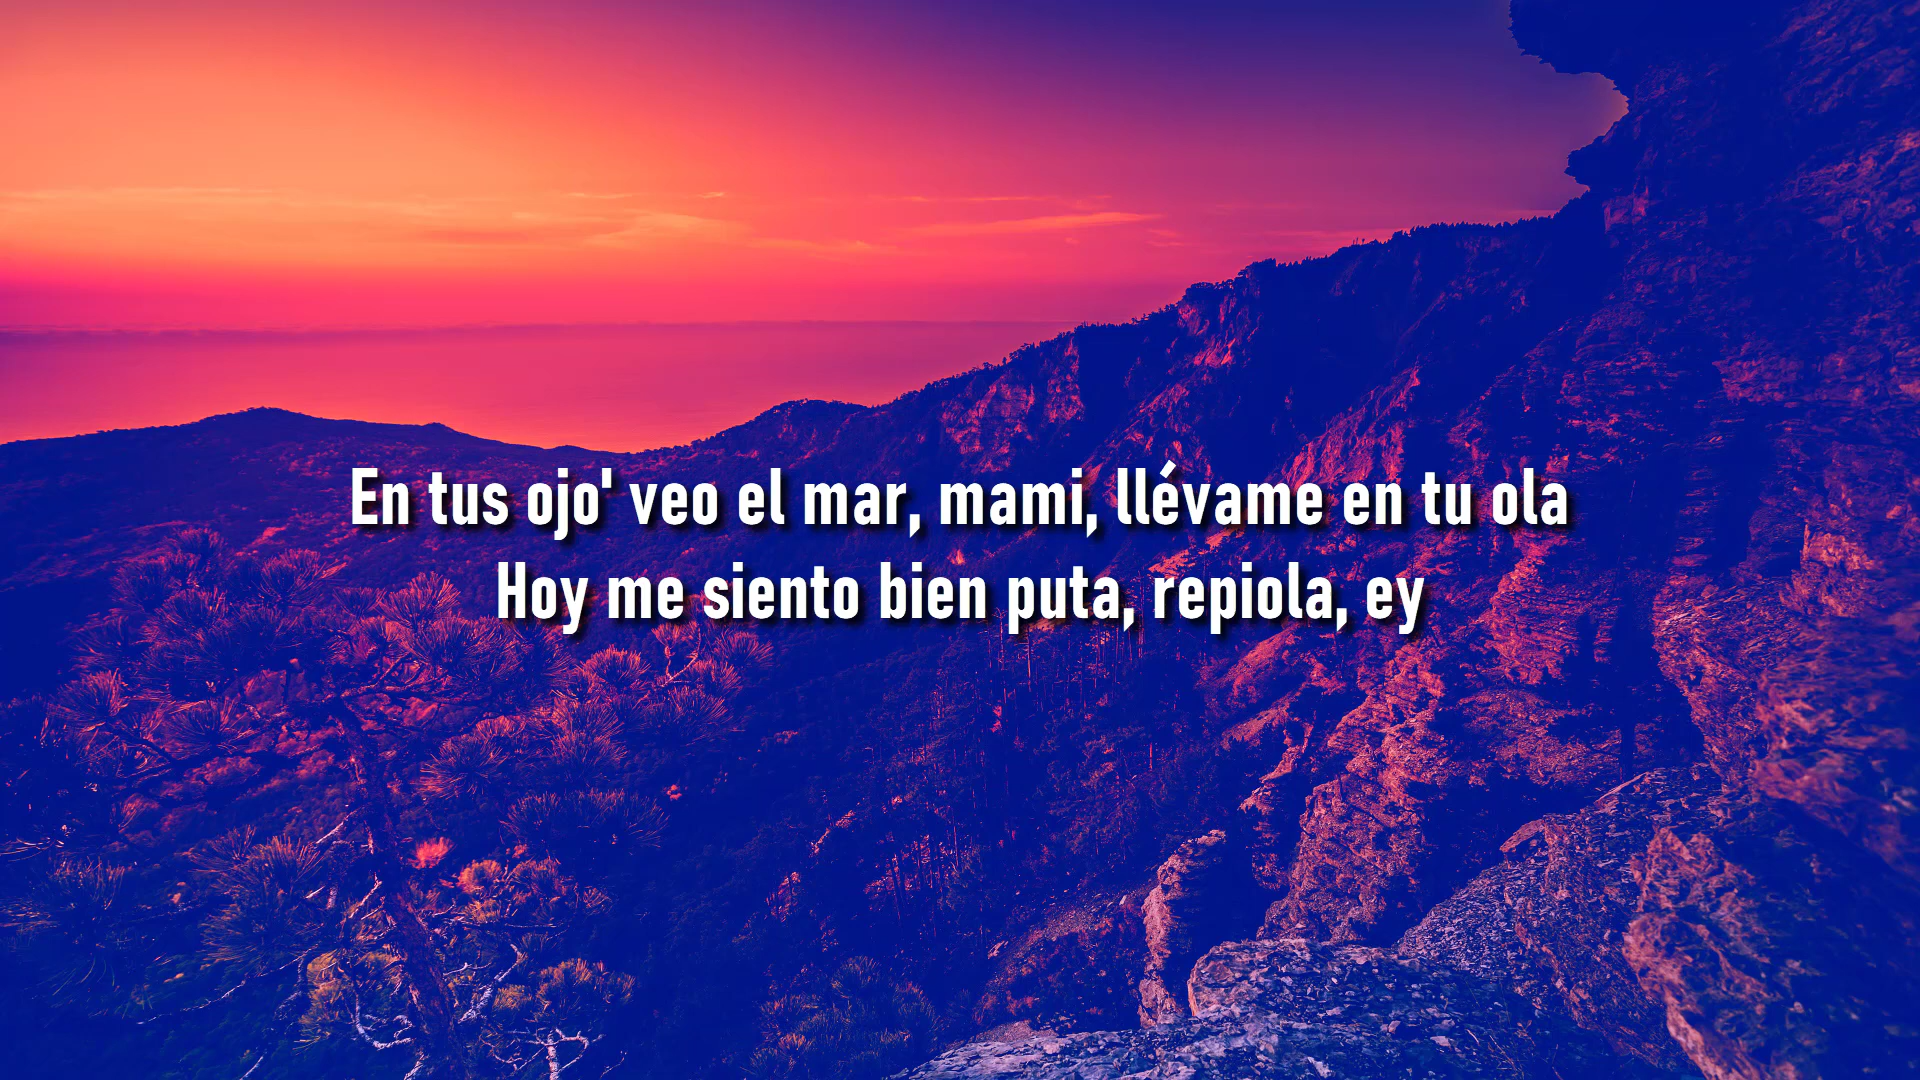 En tus ojo' veo el mar, mami, llévame en tu ola
Hoy me siento bien puta, repiola, ey